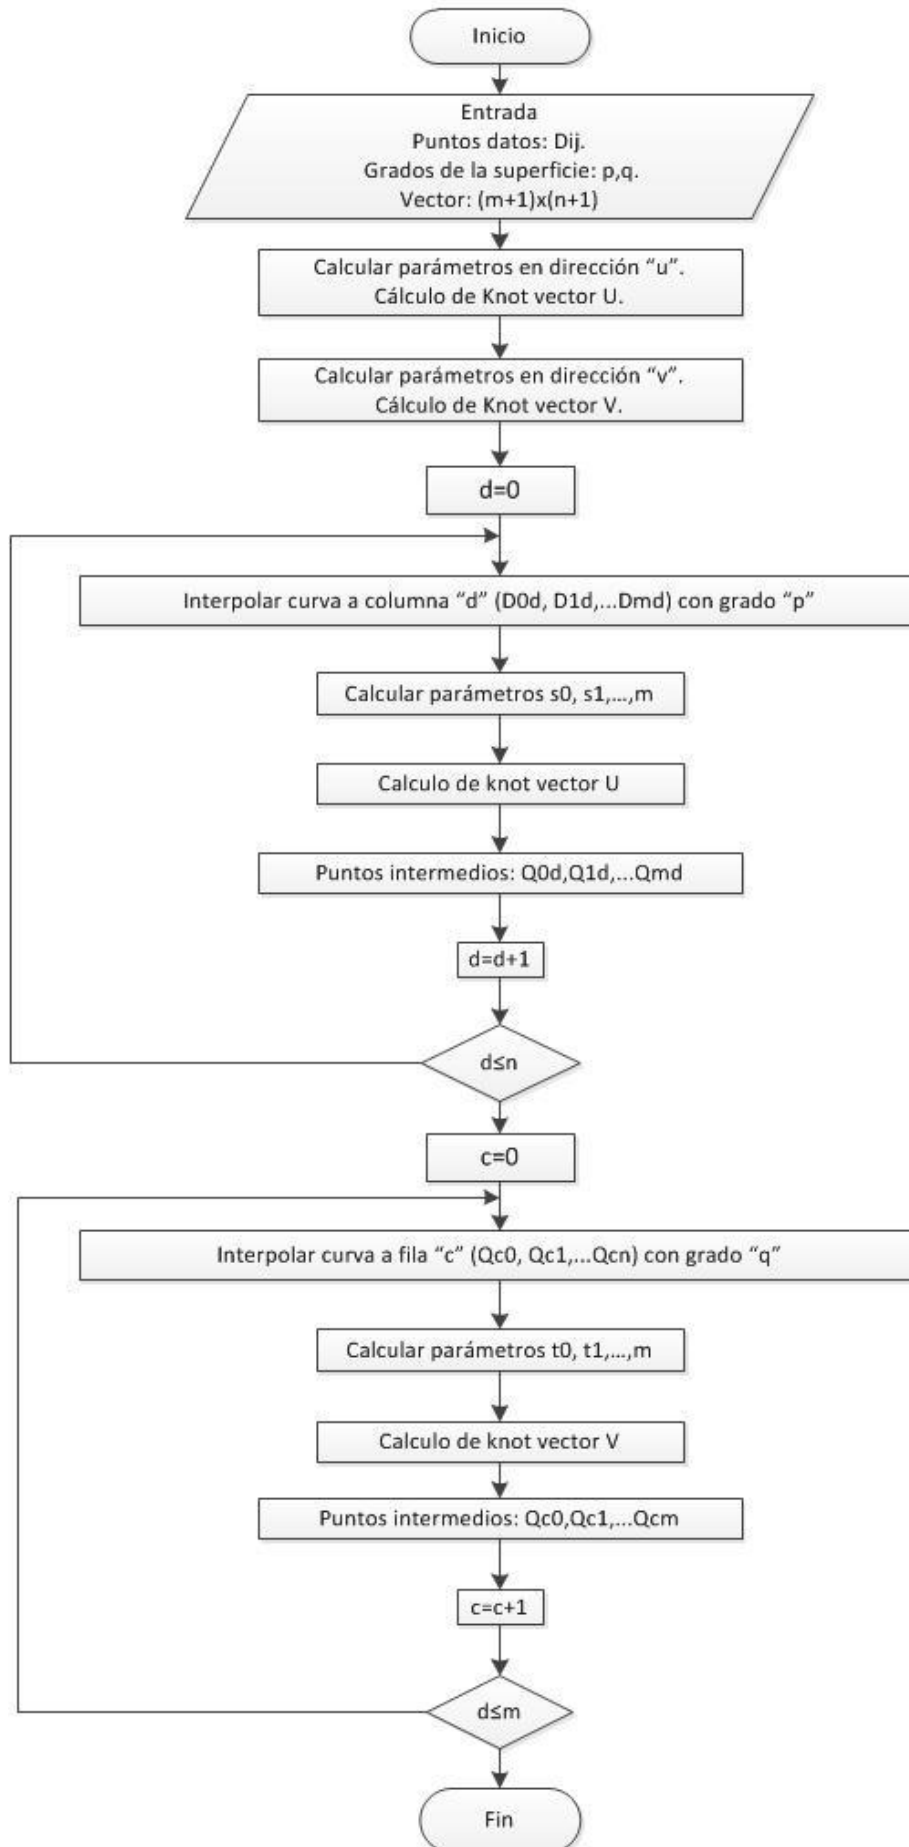 Inicio
Entrada
Puntos datos: Dij.
Grados de la superficie: p,q.
Vector: (m+1)x(n+1)
Calcular parámetros en dirección “u”.
Cálculo de Knot vector U.
Calcular parámetros en dirección “v”.
Cálculo de Knot vector V.
d=0
Interpolar curva a columna “d” (D0d, D1d,...Dmd) con grado “p”
Calcular parámetros s0, s1,...,m
Calculo de knot vector U
Puntos intermedios: Q0d,Q1d,...Qmd
d=d+1
d≤n
c=0
Interpolar curva a fila “c” (Qc0, Qc1,...Qcn) con grado “q”
Calcular parámetros t0, t1,...,m
Calculo de knot vector V
Puntos intermedios: Qc0,Qc1,...Qcm
c=c+1
d≤m
Fin